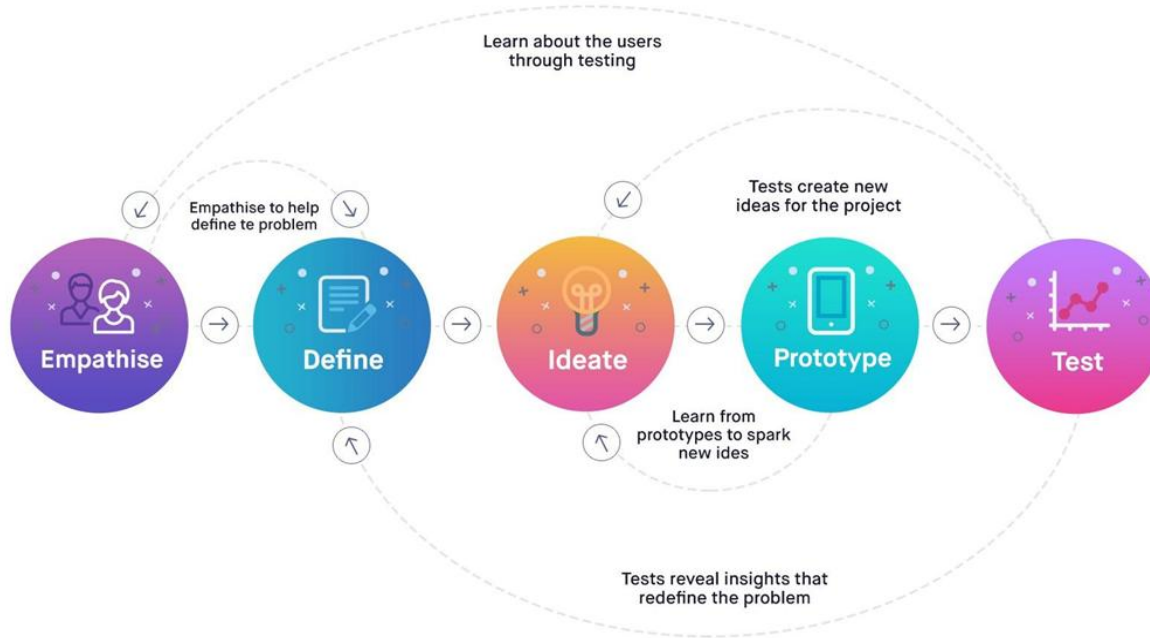 Learn about the users
through testing
Empathise to help
define te problem
Tests create new
ideas for the project
Empathise
Define
Ideate
Prototype
Test
Learn from
prototypes to spark
new ides
Tests reveal insights that
redefine the problem